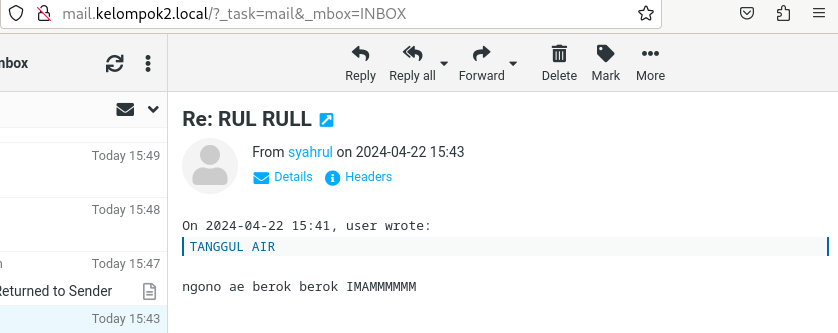 mail.kelompok2.local/?_task=mail&_mbox=INBOX
nbox
Reply
Reply all
Forward
Delete
Mark
More
Today 15:49
Today 15:48
Today 15:47
Returned to Sender
Today 15:43
Re: RUL RULL
From syahrul on 2024-04-22 15:43
Details
Headers
On 2024-04-22 15:41, user wrote:
TANGGUL AIR
ngono ae berok berok IMAMMMMMM